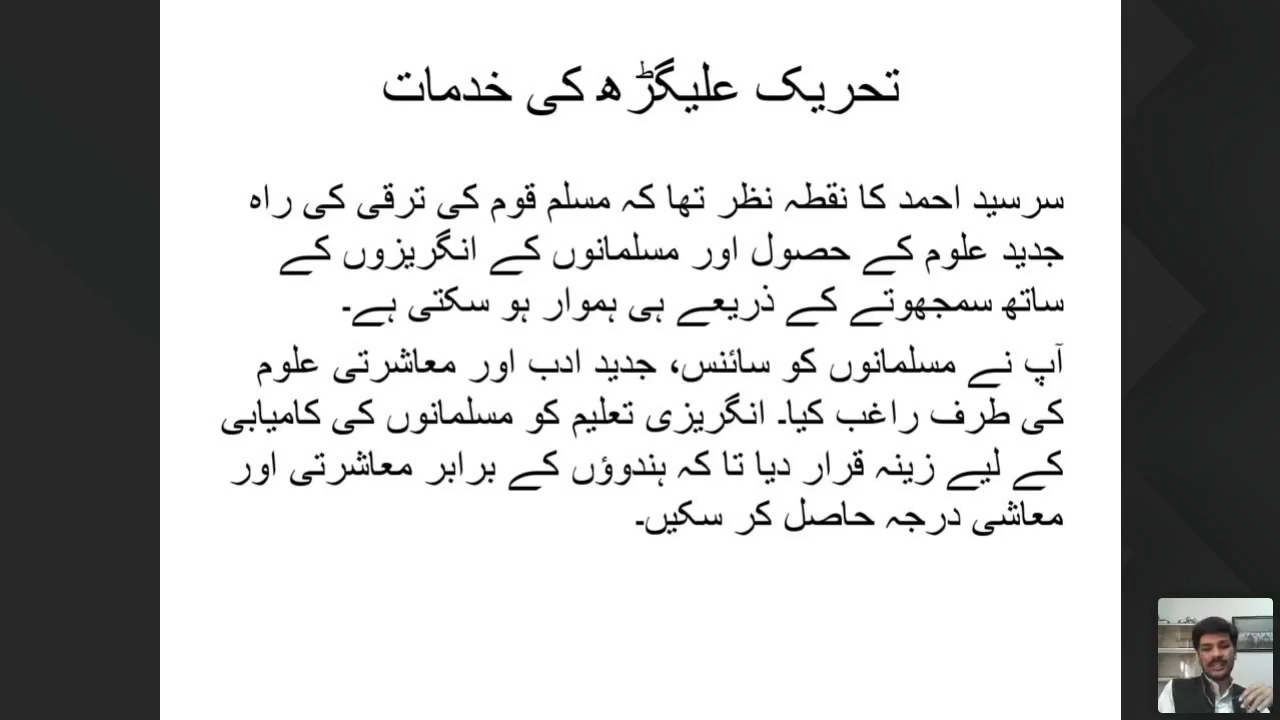 تحریک علیگڑھ کی خدمات
سرسید احمد کا نقطہ نظر تھا کہ مسلم قوم کی ترقی کی راہ
جدید علوم کے حصول اور مسلمانوں کے انگریزوں کے
ساتھ سمجھوتے کے ذریعے ہی ہموار ہو سکتی ہے۔
آپ نے مسلمانوں کو سائنس، جدید ادب اور معاشرتی علوم
کی طرف راغب کیا۔ انگریزی تعلیم کو مسلمانوں کی کامیابی
کے لیے زینہ قرار دیا تا کہ ہندوؤں کے برابر معاشرتی اور
معاشی درجہ حاصل کر سکیں۔